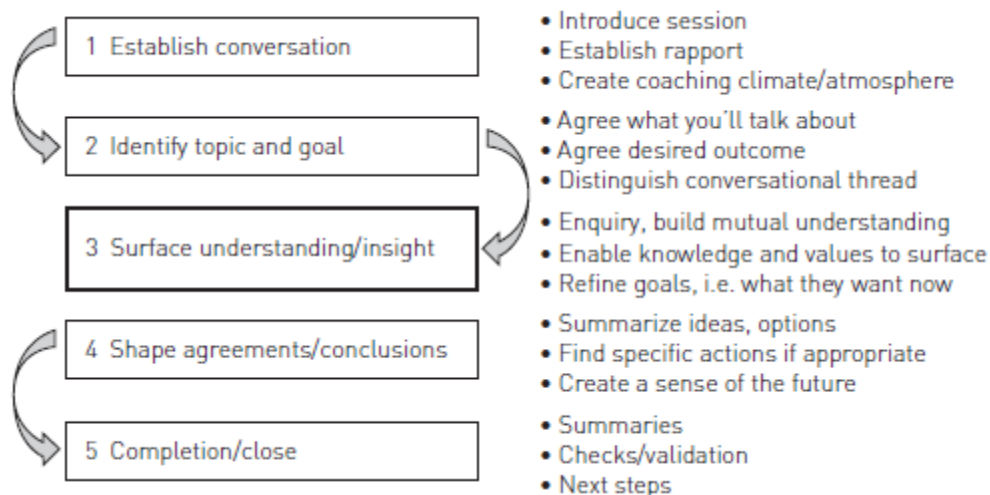 1 Establish conversation
• Introduce session
• Establish rapport
• Create coaching climate/atmosphere
2 Identify topic and goal
• Agree what you'll talk about
• Agree desired outcome
• Distinguish conversational thread
3 Surface understanding/insight
• Enquiry, build mutual understanding
• Enable knowledge and values to surface
• Refine goals, i.e. what they want now
4 Shape agreements/conclusions
• Summarize ideas, options
• Find specific actions if appropriate
• Create a sense of the future
5 Completion/close
• Summaries
• Checks/validation
• Next steps